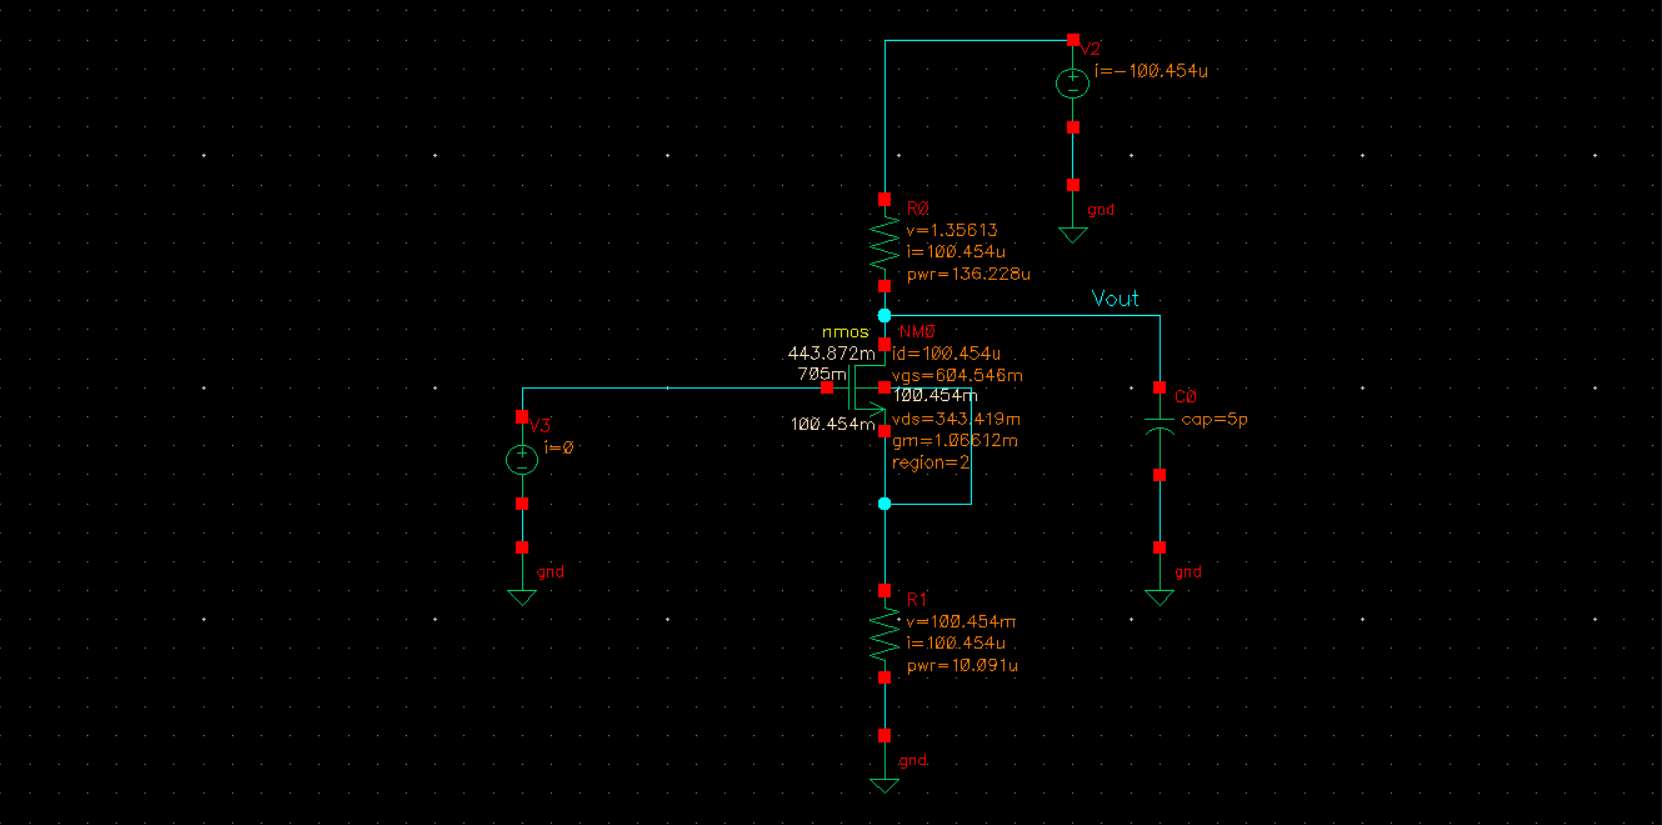 V2
i=-100.454u
gnd
R0
v=1.35613
i=100.454u
pwr=136.228u
Vout
nmos
NM0
443.872m
id=100.454u
705m
vgs=604.546m
100.454m
vds=343.419m
100.454m
gm=1.06612m
region=2
V3
i=0
gnd
C0
cap=5p
gnd
R1
v=100.454m
i=100.454u
pwr=10.091u
gnd